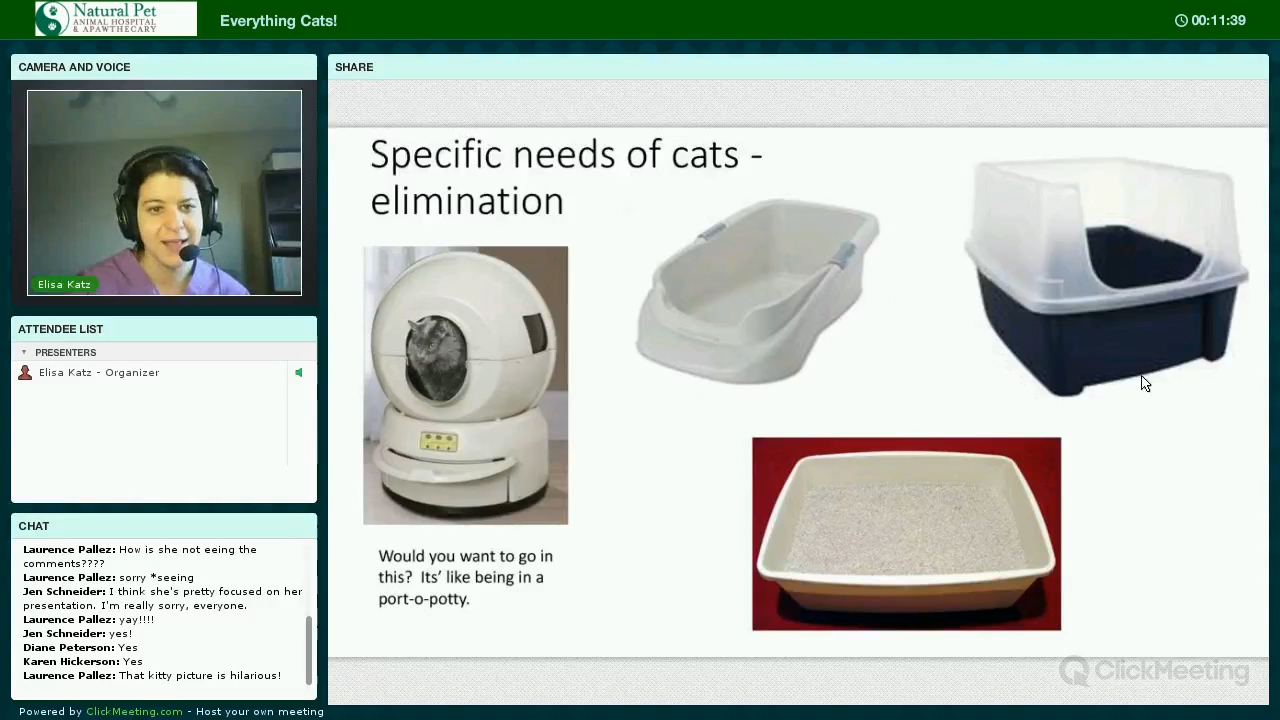 Natural Pet
ANIMAL HOSPITAL
& APAWTHECARY
Everything Cats!
00:11:39
CAMERA AND VOICE
Elisa Katz
ATTENDEE LIST
PRESENTERS
Elisa Katz - Organizer
CHAT
Laurence Pallez: How is she not eeing the
comments????
Laurence Pallez: sorry *seeing
Jen Schneider: I think she's pretty focused on her
presentation. I'm really sorry, everyone.
Laurence Pallez: yay!!!!
Jen Schneider: yes!
Diane Peterson: Yes
Karen Hickerson: Yes
Laurence Pallez: That kitty picture is hilarious!
Powered by ClickMeeting.com - Host your own meeting
SHARE
Specific needs of cats -
elimination
Would you want to go in
this?  Its' like being in a
port-o-potty.
ClickMeeting